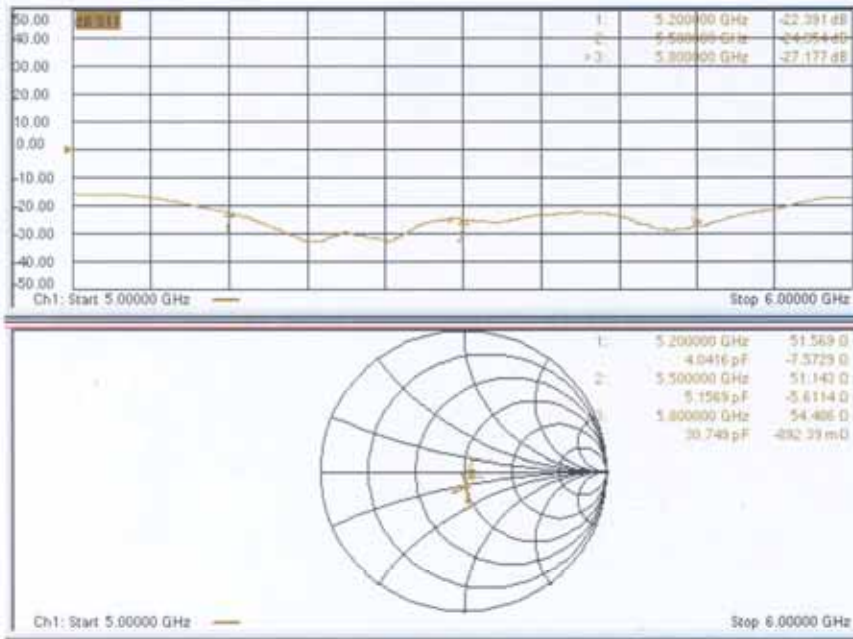 50.00
40.00
30.00
20.00
10.00
0.00
-10.00
-20.00
-30.00
-40.00
-50.00
1: 5.200000 GHz -22.391 dB
2: GHz dB
> 3: 5.800000 GHz -27.177 dB
Ch1: Start 5.00000 GHz
Stop 6.00000 GHz
1: 5.200000 GHz 51.569 Ω
4.0416 pF -7.5729 Ω
2: 5.500000 GHz 51.143 Ω
5.1569 pF -5.6114 Ω
5.800000 GHz 54.486 Ω
30.749 pF -892.39 mΩ
Ch1: Start 5.00000 GHz
Stop 6.00000 GHz